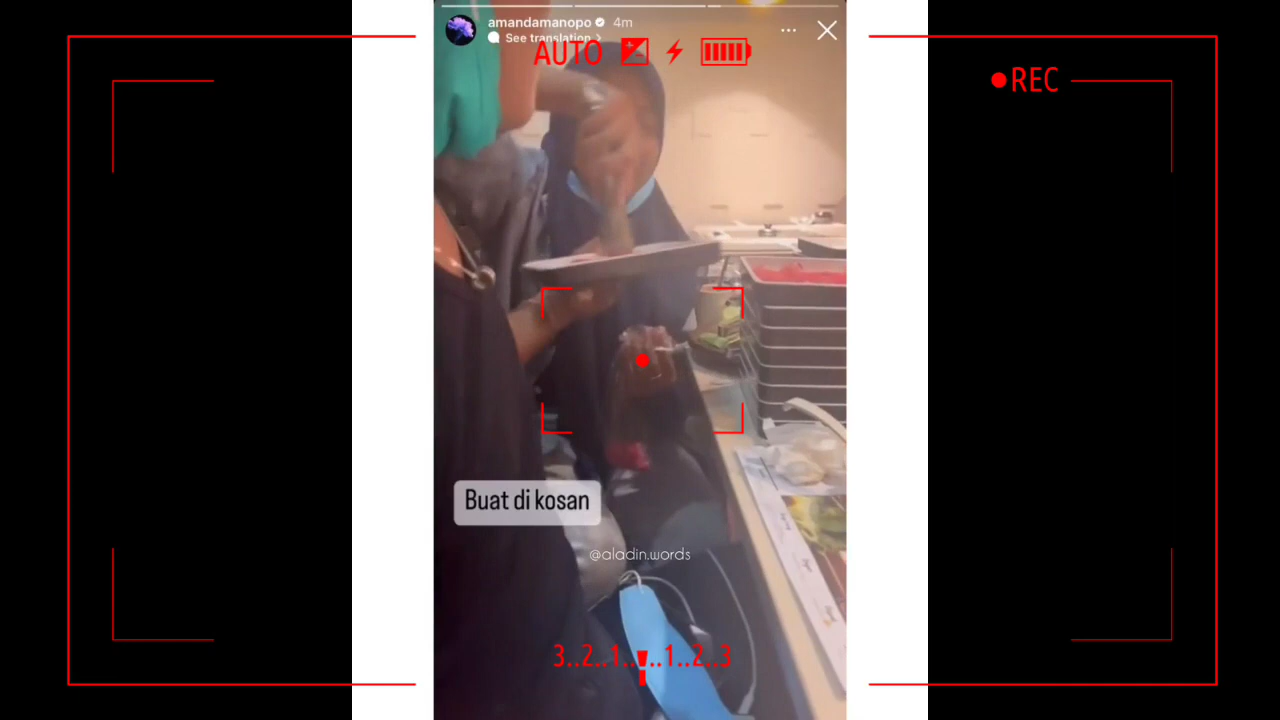 amandamanopo 4m
See translation >
AUTO
REC
Buat di kosan
@aladin.words
3..2..1..!..1..2..3